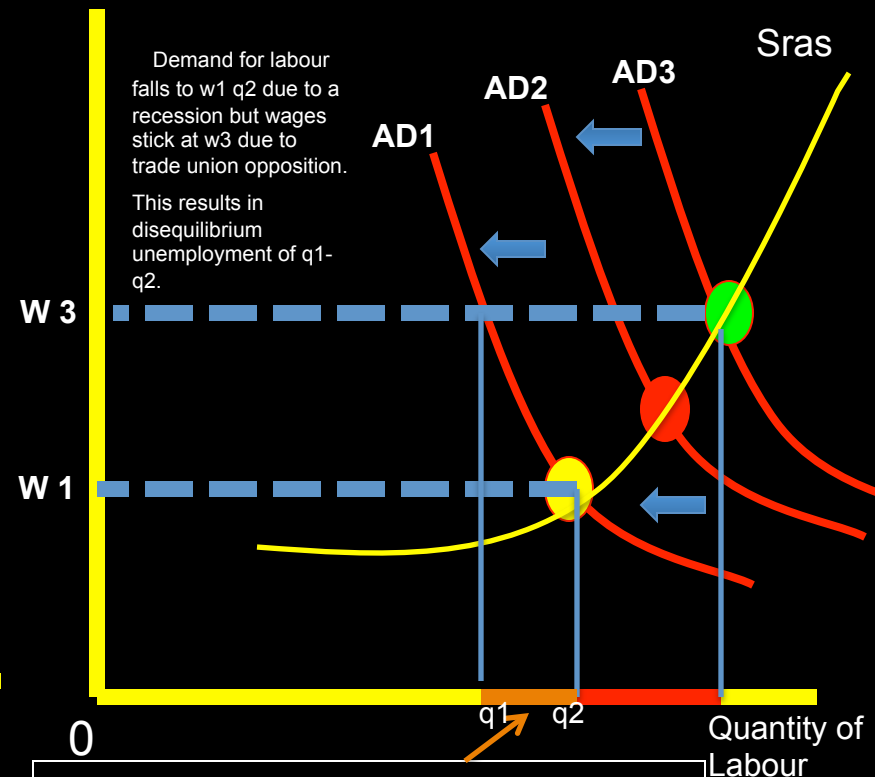 Sras
Demand for labour
falls to w1 q2 due to a
recession but wages
stick at w3 due to
trade union opposition.
This results in
disequilibrium
unemployment of q1-
q2.
AD1
AD2
AD3
W 3
W 1
0
q1
q2
Quantity of
Labour